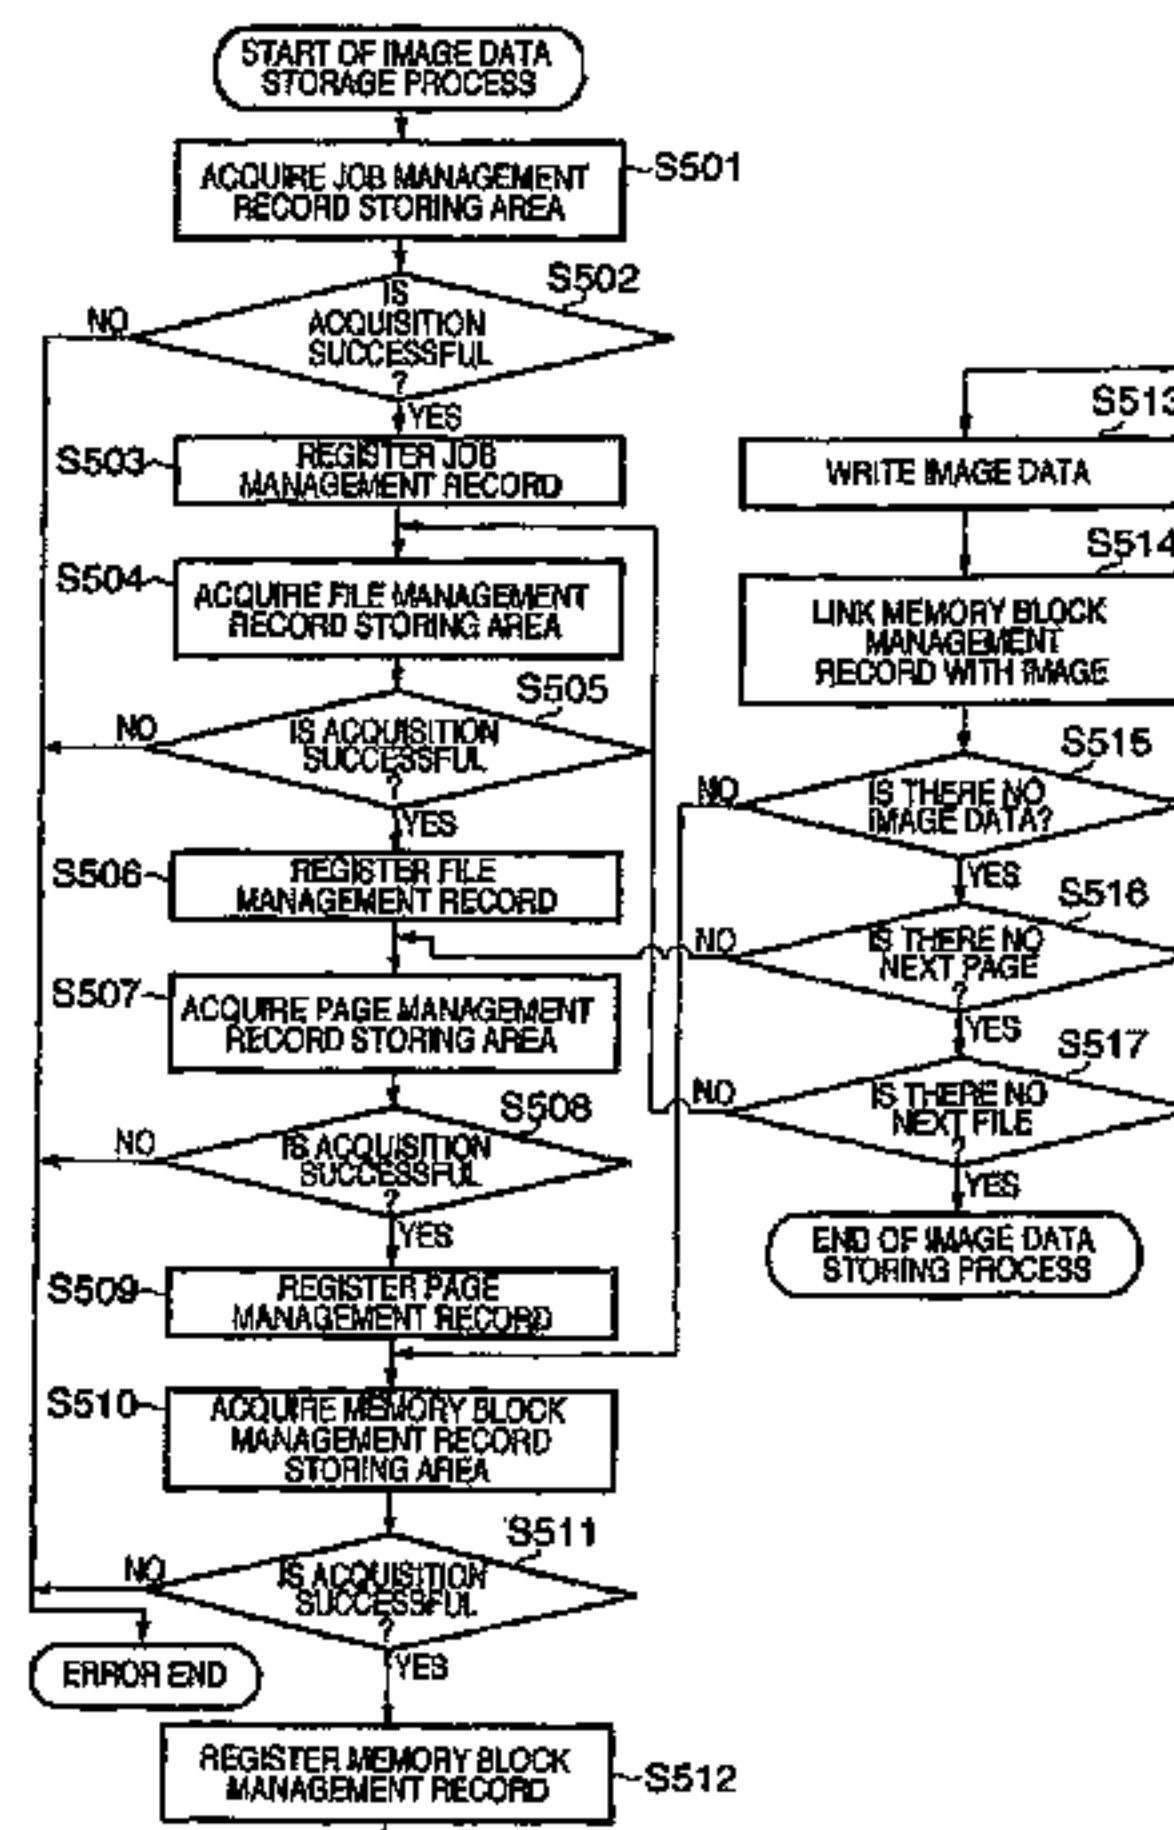 START OF IMAGE DATA
STORAGE PROCESS
ACQUIRE JOB MANAGEMENT
RECORD STORING AREA
S501
S502
IS
ACQUISITION
SUCCESSFUL
?
NO
YES
S503
REGISTER JOB
MANAGEMENT RECORD
S504
ACQUIRE FILE MANAGEMENT
RECORD STORING AREA
S505
IS ACQUISITION
SUCCESSFUL
?
NO
YES
S506
REGISTER FILE
MANAGEMENT RECORD
S507
ACQUIRE PAGE MANAGEMENT
RECORD STORING AREA
S508
IS ACQUISITION
SUCCESSFUL
?
NO
YES
S509
REGISTER PAGE
MANAGEMENT RECORD
S510
ACQUIRE MEMORY BLOCK
MANAGEMENT RECORD
STORING AREA
S511
IS ACQUISITION
SUCCESSFUL
?
NO
YES
ERROR END
REGISTER MEMORY BLOCK
MANAGEMENT RECORD
S512
S513
WRITE IMAGE DATA
S514
LINK MEMORY BLOCK
MANAGEMENT
RECORD WITH IMAGE
S515
IS THERE NO
IMAGE DATA?
NO
YES
S516
IS THERE NO
NEXT PAGE
?
NO
YES
S517
IS THERE NO
NEXT FILE
?
NO
YES
END OF IMAGE DATA
STORING PROCESS